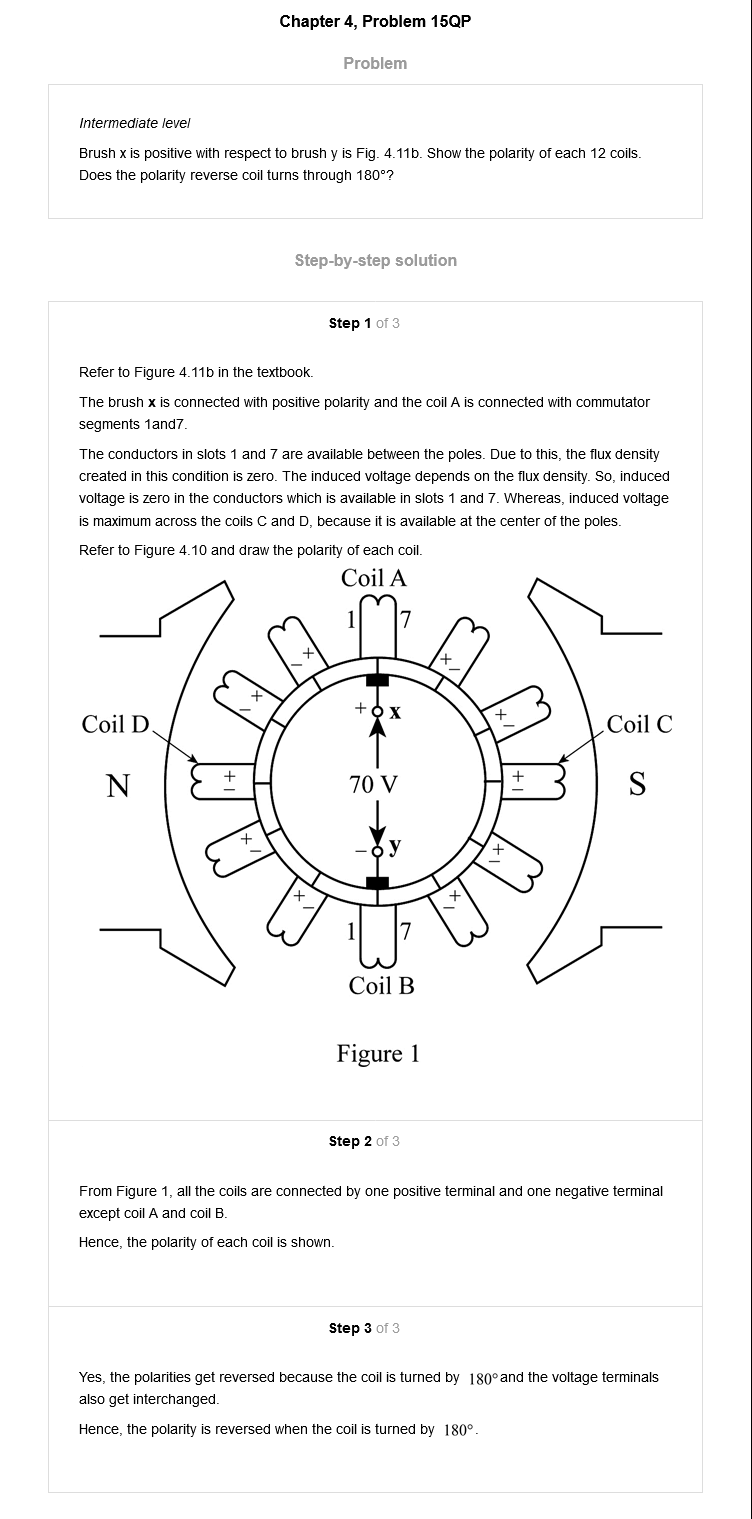 Chapter 4, Problem 15QP
Problem
Intermediate level
Brush x is positive with respect to brush y is Fig. 4.11b. Show the polarity of each 12 coils.
Does the polarity reverse coil turns through 180°?
Step-by-step solution
Step 1 of 3
Refer to Figure 4.11b in the textbook.
The brush x is connected with positive polarity and the coil A is connected with commutator
segments 1and7.
The conductors in slots 1 and 7 are available between the poles. Due to this, the flux density
created in this condition is zero. The induced voltage depends on the flux density. So, induced
voltage is zero in the conductors which is available in slots 1 and 7. Whereas, induced voltage
is maximum across the coils C and D, because it is available at the center of the poles.
Refer to Figure 4.10 and draw the polarity of each coil.
Coil A
1 7
+ −
+ −
+ −
+ −
+ x
Coil D
Coil C
N
+ −
70 V
+ −
S
− y
+ −
+ −
+ −
+ −
1 7
Coil B
Figure 1
Step 2 of 3
From Figure 1, all the coils are connected by one positive terminal and one negative terminal
except coil A and coil B.
Hence, the polarity of each coil is shown.
Step 3 of 3
Yes, the polarities get reversed because the coil is turned by 180° and the voltage terminals
also get interchanged.
Hence, the polarity is reversed when the coil is turned by 180°.